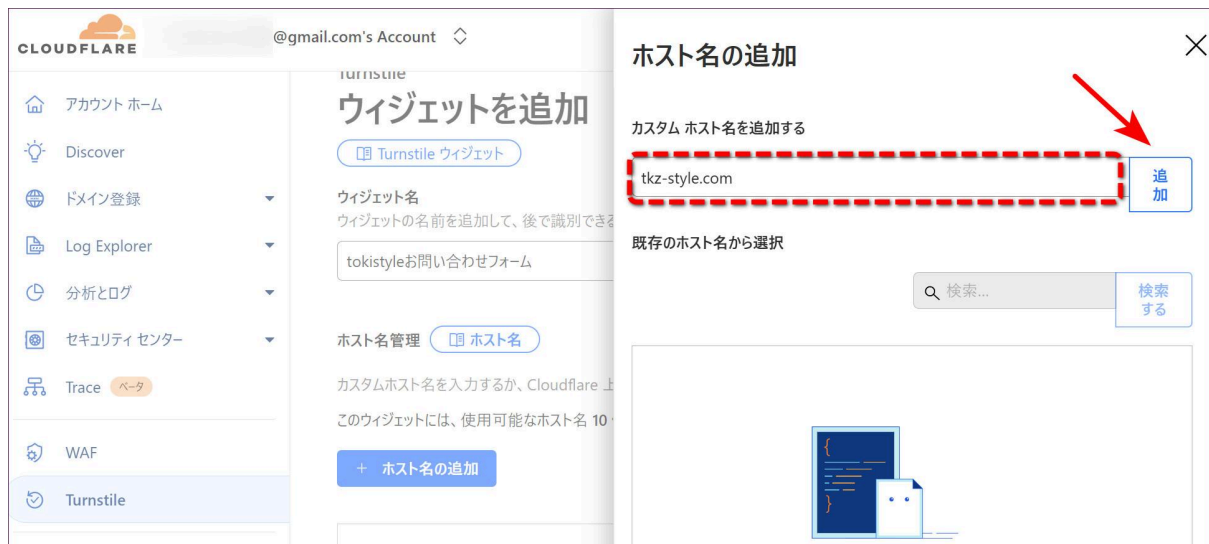 CLOUDFLARE
@gmail.com's Account
アカウント ホーム
Discover
ドメイン登録
Log Explorer
分析とログ
セキュリティ センター
Trace ベータ
WAF
Turnstile
Turnstile
ウィジェットを追加
Turnstile ウィジェット
ウィジェット名
ウィジェットの名前を追加して、後で識別できる
tokistyleお問い合わせフォーム
ホスト名管理 ホスト名
カスタムホスト名を入力するか、Cloudflare 上
このウィジェットには、使用可能なホスト名 10
+ ホスト名の追加
ホスト名の追加
カスタム ホスト名を追加する
tkz-style.com
追
加
既存のホスト名から選択
検索...
検索
する